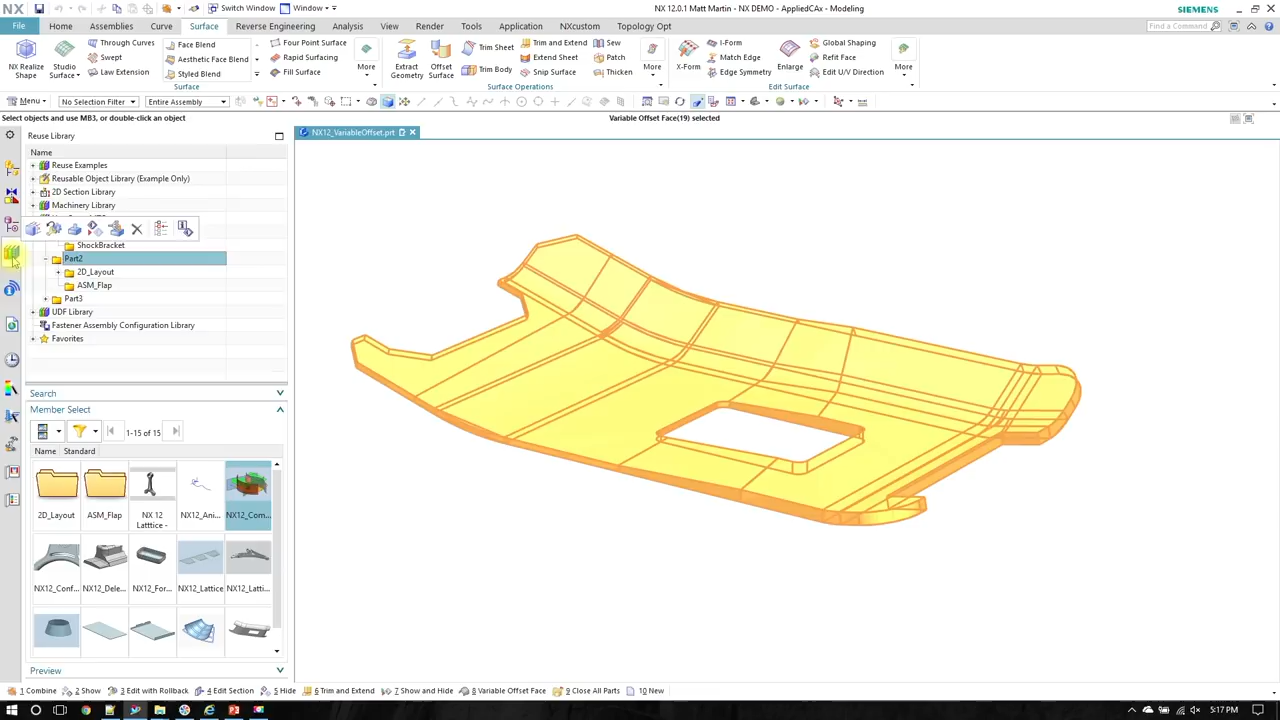 NX
Switch Window
Window
NX 12.0.1 Matt Martin - NX DEMO - AppliedCAx - Modeling
SIEMENS
File
Home
Assemblies
Curve
Surface
Reverse Engineering
Analysis
View
Render
Tools
Application
NXcustom
Topology Opt
Find a Command
NX Realize Shape
Studio Surface
Through Curves
Swept
Law Extension
Face Blend
Aesthetic Face Blend
Styled Blend
Four Point Surface
Rapid Surfacing
Fill Surface
More
Surface
Extract Geometry
Offset Surface
Trim Sheet
Trim Body
Trim and Extend
Extend Sheet
Snip Surface
Sew
Patch
Thicken
More
Surface Operations
X-Form
I-Form
Match Edge
Edge Symmetry
Enlarge
Global Shaping
Refit Face
Edit U/V Direction
More
Edit Surface
Menu
No Selection Filter
Entire Assembly
Select objects and use MB3, or double-click an object
Variable Offset Face(19) selected
Reuse Library
NX12_VariableOffset.prt
Name
Reuse Examples
Reusable Object Library (Example Only)
2D Section Library
Machinery Library
ShockBracket
Part2
2D_Layout
ASM_Flap
Part3
UDF Library
Fastener Assembly Configuration Library
Favorites
Search
Member Select
1-15 of 15
Name
Standard
2D_Layout
ASM_Flap
NX 12 Latttice -
NX12_Ani...
NX12_Com...
NX12_Conf...
NX12_Dele...
NX12_For...
NX12_Lattice
NX12_Latti...
Preview
1 Combine
2 Show
3 Edit with Rollback
4 Edit Section
5 Hide
6 Trim and Extend
7 Show and Hide
8 Variable Offset Face
9 Close All Parts
10 New
5:17 PM